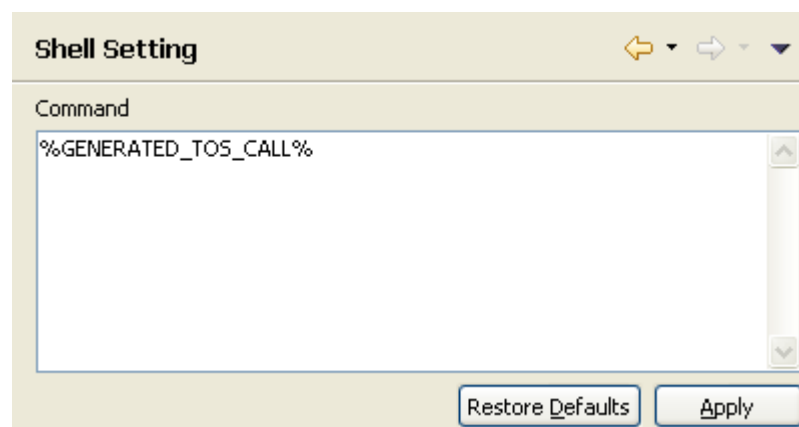 Shell Setting
Command
%GENERATED_TOS_CALL%
Restore Defaults Apply